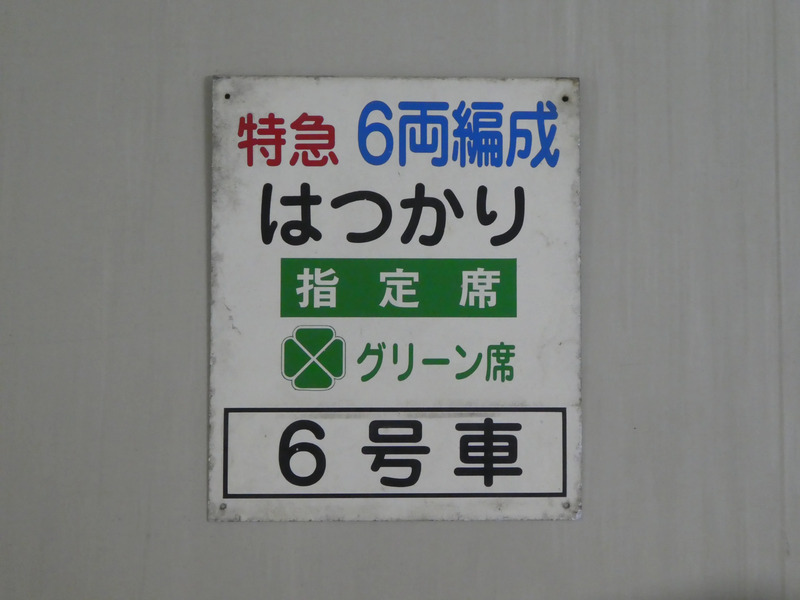 特急 6両編成
はつかり
指定席
グリーン席
6号車